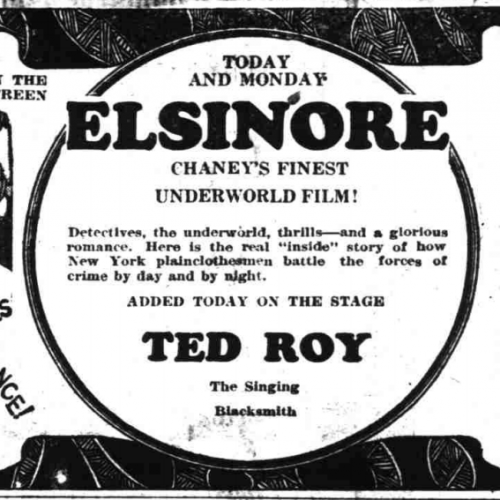 THE
TODAY
AND MONDAY
ELSINORE
CHANEY'S FINEST
UNDERWORLD FILM!
Detectives, the underworld, thrills—and a glorious
romance. Here is the real "inside" story of how
New York plainclothesmen battle the forces of
crime by day and by night.
ADDED TODAY ON THE STAGE
TED ROY
The Singing
Blacksmith